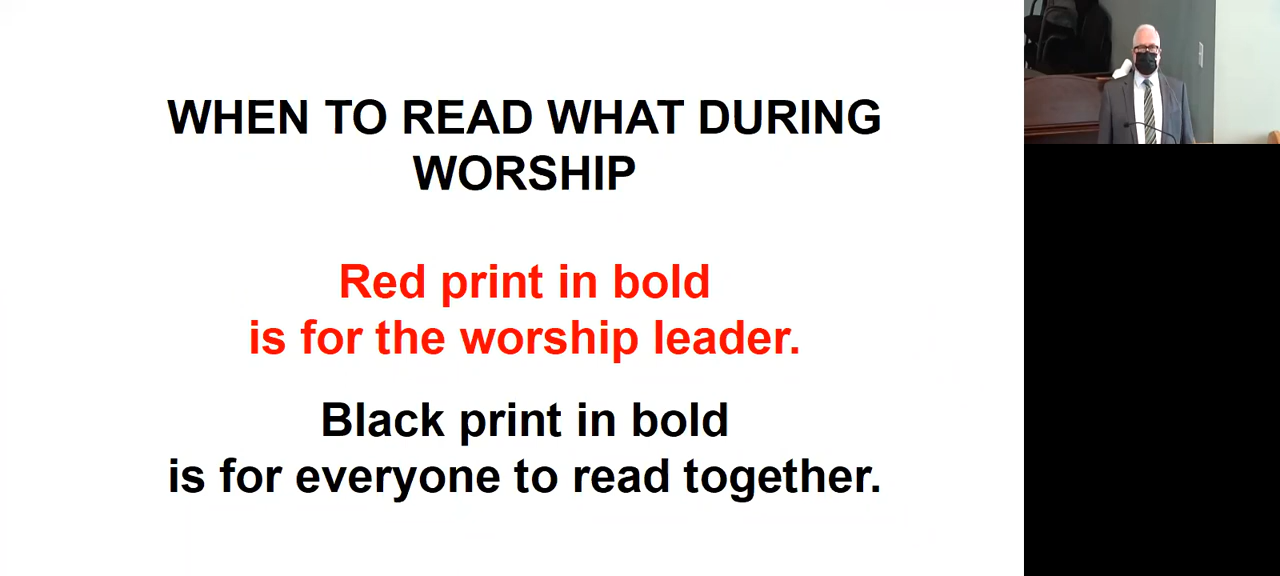 WHEN TO READ WHAT DURING
WORSHIP
Red print in bold
is for the worship leader.
Black print in bold
is for everyone to read together.